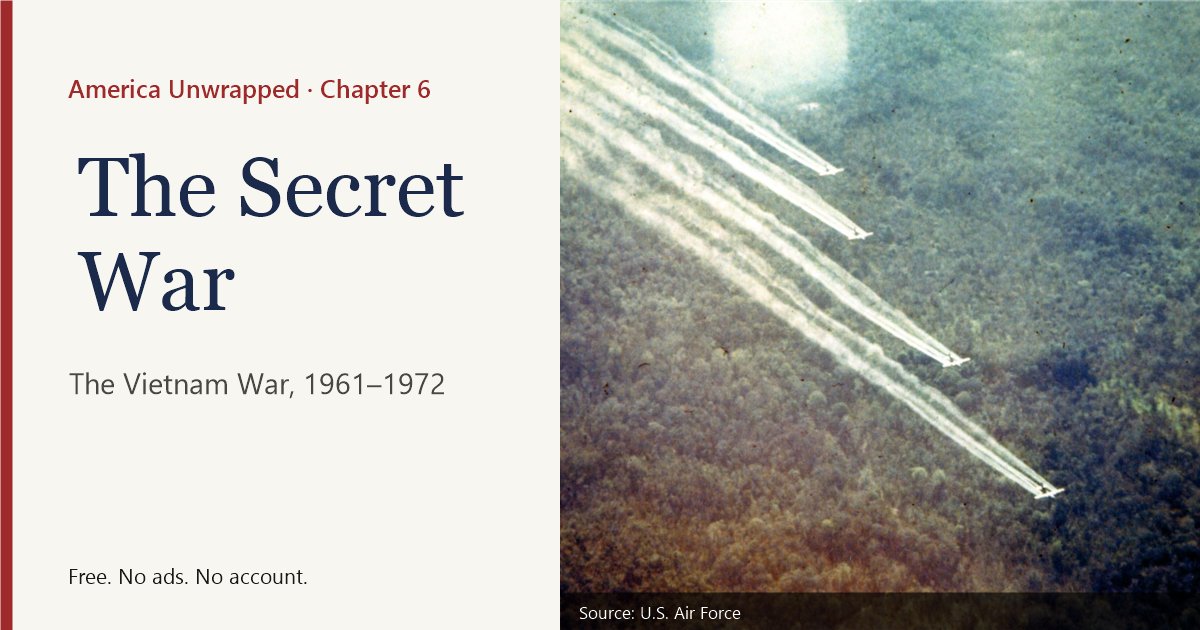 America Unwrapped · Chapter 6
The Secret
War
The Vietnam War, 1961–1972
Free. No ads. No account.
Source: U.S. Air Force